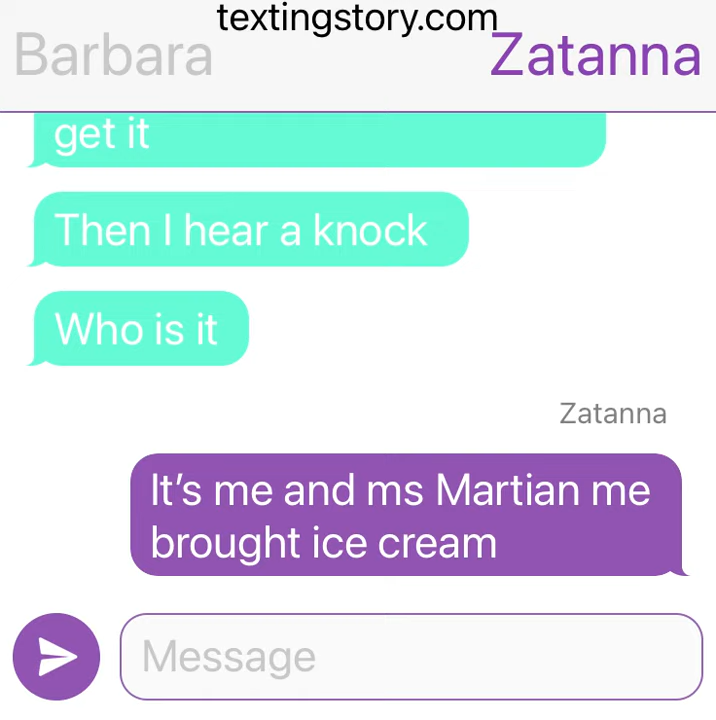 textingstory.com
Barbara
Zatanna
get it
Then I hear a knock
Who is it
Zatanna
It’s me and ms Martian me
brought ice cream
Message